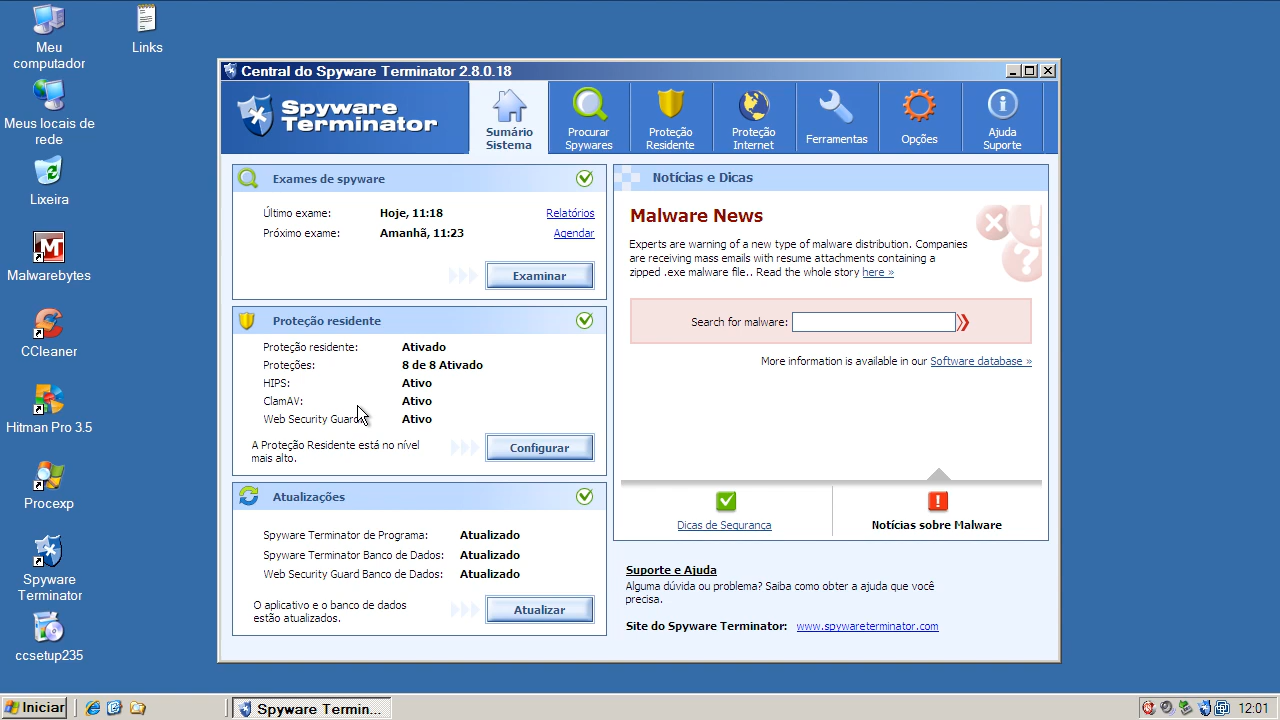 Meu
computador
Links
Meus locais de
rede
Lixeira
Malwarebytes
CCleaner
Hitman Pro 3.5
Procexp
Spyware
Terminator
ccsetup235
Central do Spyware Terminator 2.8.0.18
Spyware
Terminator
Sumário
Sistema
Procurar
Spywares
Proteção
Residente
Proteção
Internet
Ferramentas
Opções
Ajuda
Suporte
Exames de spyware
Último exame: Hoje, 11:18 Relatórios
Próximo exame: Amanhã, 11:23 Agendar
Examinar
Proteção residente
Proteção residente: Ativado
Proteções: 8 de 8 Ativado
HIPS: Ativo
ClamAV: Ativo
Web Security Guard Ativo
A Proteção Residente está no nível
mais alto.
Configurar
Atualizações
Spyware Terminator de Programa: Atualizado
Spyware Terminator Banco de Dados: Atualizado
Web Security Guard Banco de Dados: Atualizado
O aplicativo e o banco de dados
estão atualizados.
Atualizar
Notícias e Dicas
Malware News
Experts are warning of a new type of malware distribution. Companies
are receiving mass emails with resume attachments containing a
zipped .exe malware file.. Read the whole story here »
Search for malware:
More information is available in our Software database »
Dicas de Segurança
Notícias sobre Malware
Suporte e Ajuda
Alguma dúvida ou problema? Saiba como obter a ajuda que você
precisa.
Site do Spyware Terminator: www.spywareterminator.com
Iniciar
Spyware Termin...
12:01